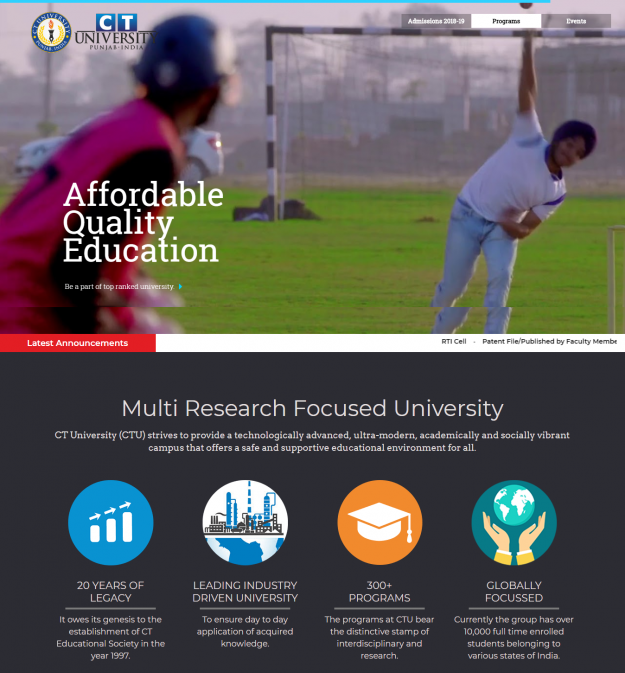 CT
UNIVERSITY
PUNJAB-INDIA
Admissions 2018-19
Programs
Events
Affordable
Quality
Education
Be a part of top ranked university.
Latest Announcements
RTI Cell - Patent File/Published by Faculty Membe
Multi Research Focused University
CT University (CTU) strives to provide a technologically advanced, ultra-modern, academically and socially vibrant
campus that offers a safe and supportive educational environment for all.
20 YEARS OF
LEGACY
It owes its genesis to the
establishment of CT
Educational Society in the
year 1997.
LEADING INDUSTRY
DRIVEN UNIVERSITY
To ensure day to day
application of acquired
knowledge.
300+
PROGRAMS
The programs at CTU bear
the distinctive stamp of
interdisciplinary and
research.
GLOBALLY
FOCUSSED
Currently the group has over
10,000 full time enrolled
students belonging to
various states of India.